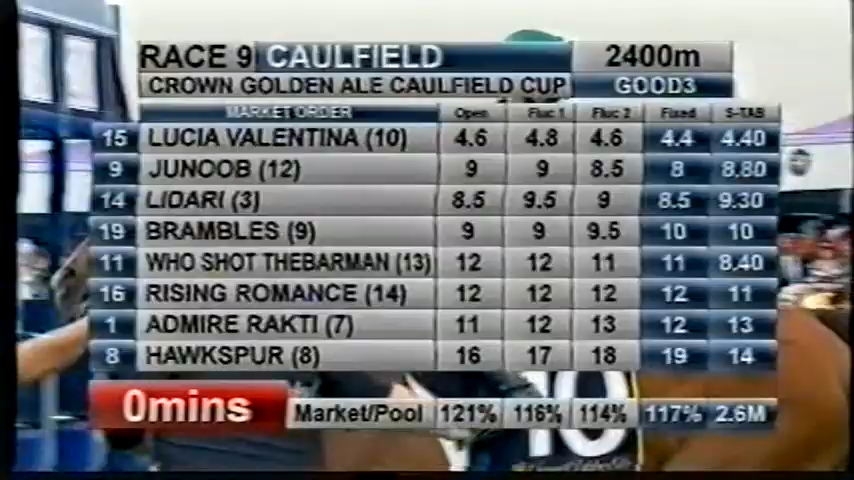 RACE 9 CAULFIELD 2400m
CROWN GOLDEN ALE CAULFIELD CUP GOOD3
MARKET ORDER Open Fluc 1 Fluc 2 Fixed S-TAB
15 LUCIA VALENTINA (10) 4.6 4.8 4.6 4.4 4.40
9 JUNOOB (12) 9 9 8.5 8 8.80
14 LIDARI (3) 8.5 9.5 9 8.5 9.30
19 BRAMBLES (9) 9 9 9.5 10 10
11 WHO SHOT THEBARMAN (13) 12 12 11 11 8.40
16 RISING ROMANCE (14) 12 12 12 12 11
1 ADMIRE RAKTI (7) 11 12 13 12 13
8 HAWKSPUR (8) 16 17 18 19 14
0mins Market/Pool 121% 116% 114% 117% 2.6M
10